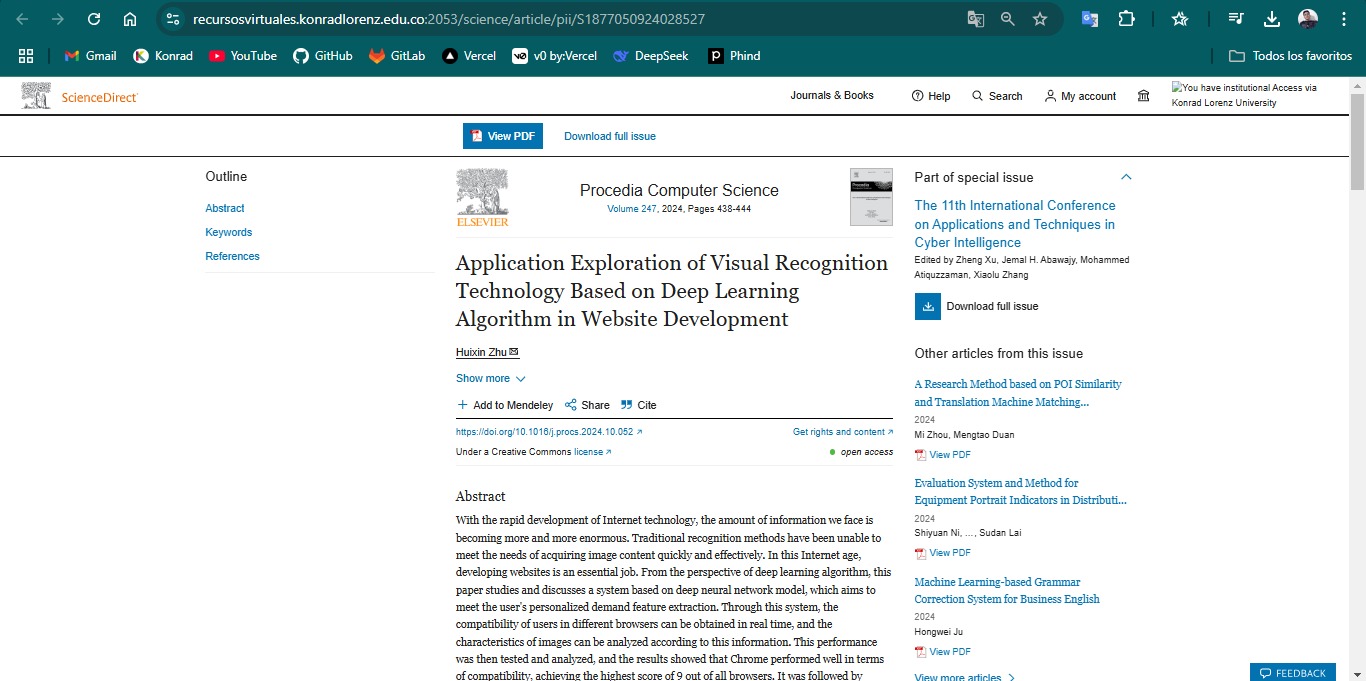 recursosvirtuales.konradlorenz.edu.co:2053/science/article/pii/S1877050924028527
Gmail Konrad YouTube GitHub GitLab Vercel v0 by:Vercel DeepSeek Phind Todos los favoritos
ScienceDirect
Journals & Books Help Search My account You have institutional Access via
Konrad Lorenz University
View PDF Download full issue
Outline
Abstract
Keywords
References
ELSEVIER
Procedia Computer Science
Volume 247, 2024, Pages 438-444
Application Exploration of Visual Recognition
Technology Based on Deep Learning
Algorithm in Website Development
Huixin Zhu
Show more
Add to Mendeley Share Cite
https://doi.org/10.1016/j.procs.2024.10.052 Get rights and content
Under a Creative Commons license open access
Abstract
With the rapid development of Internet technology, the amount of information we face is
becoming more and more enormous. Traditional recognition methods have been unable to
meet the needs of acquiring image content quickly and effectively. In this Internet age,
developing websites is an essential job. From the perspective of deep learning algorithm, this
paper studies and discusses a system based on deep neural network model, which aims to
meet the user's personalized demand feature extraction. Through this system, the
compatibility of users in different browsers can be obtained in real time, and the
characteristics of images can be analyzed according to this information. This performance
was then tested and analyzed, and the results showed that Chrome performed well in terms
of compatibility, achieving the highest score of 9 out of all browsers. It was followed by
Part of special issue
The 11th International Conference
on Applications and Techniques in
Cyber Intelligence
Edited by Zheng Xu, Jemal H. Abawajy, Mohammed
Atiquzzaman, Xiaolu Zhang
Download full issue
Other articles from this issue
A Research Method based on POI Similarity
and Translation Machine Matching...
2024
Mi Zhou, Mengtao Duan
View PDF
Evaluation System and Method for
Equipment Portrait Indicators in Distributi...
2024
Shiyuan Ni, ..., Sudan Lai
View PDF
Machine Learning-based Grammar
Correction System for Business English
2024
Hongwei Ju
View PDF
View more articles
FEEDBACK